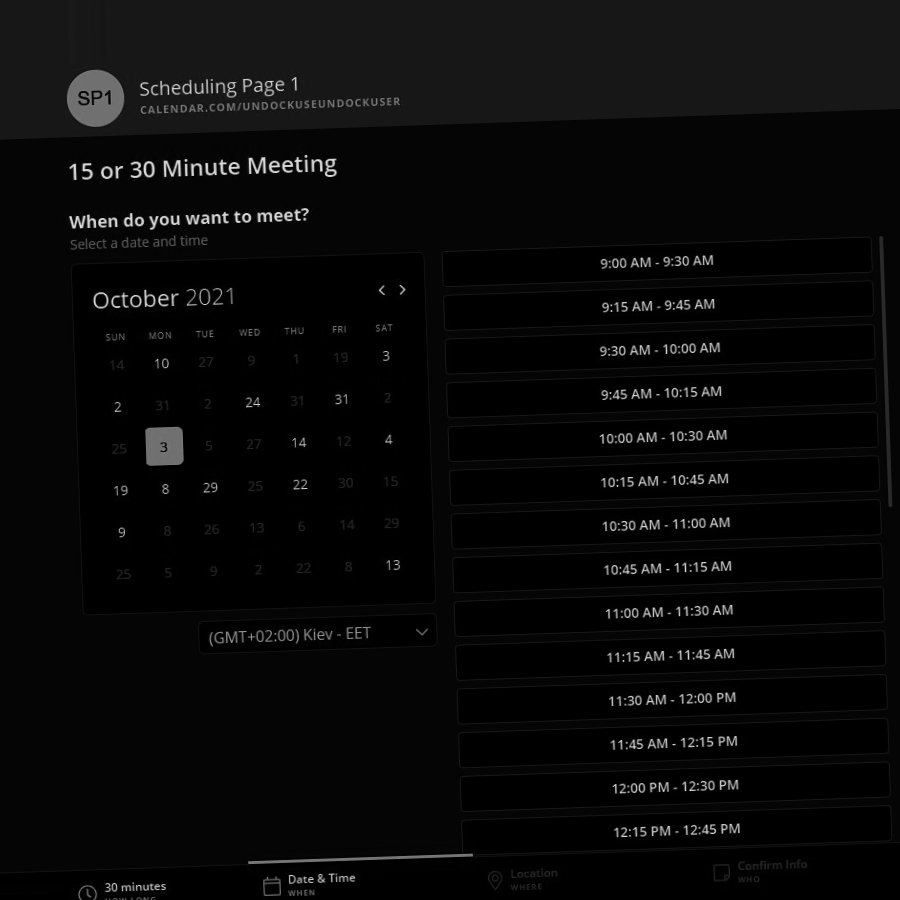 SP1
Scheduling Page 1
CALENDAR.COM/UNDOCKUSEUNDOCKUSER
15 or 30 Minute Meeting
When do you want to meet?
Select a date and time
October 2021
SUN MON TUE WED THU FRI SAT
14 10 27 9 1 19 3
2 31 2 24 31 31 2
25 3 5 27 14 12 4
19 8 29 25 22 30 15
9 8 26 13 6 14 29
25 5 9 2 22 8 13
(GMT+02:00) Kiev - EET
9:00 AM - 9:30 AM
9:15 AM - 9:45 AM
9:30 AM - 10:00 AM
9:45 AM - 10:15 AM
10:00 AM - 10:30 AM
10:15 AM - 10:45 AM
10:30 AM - 11:00 AM
10:45 AM - 11:15 AM
11:00 AM - 11:30 AM
11:15 AM - 11:45 AM
11:30 AM - 12:00 PM
11:45 AM - 12:15 PM
12:00 PM - 12:30 PM
12:15 PM - 12:45 PM
30 minutes
HOW LONG
Date & Time
WHEN
Location
WHERE
Confirm Info
WHO